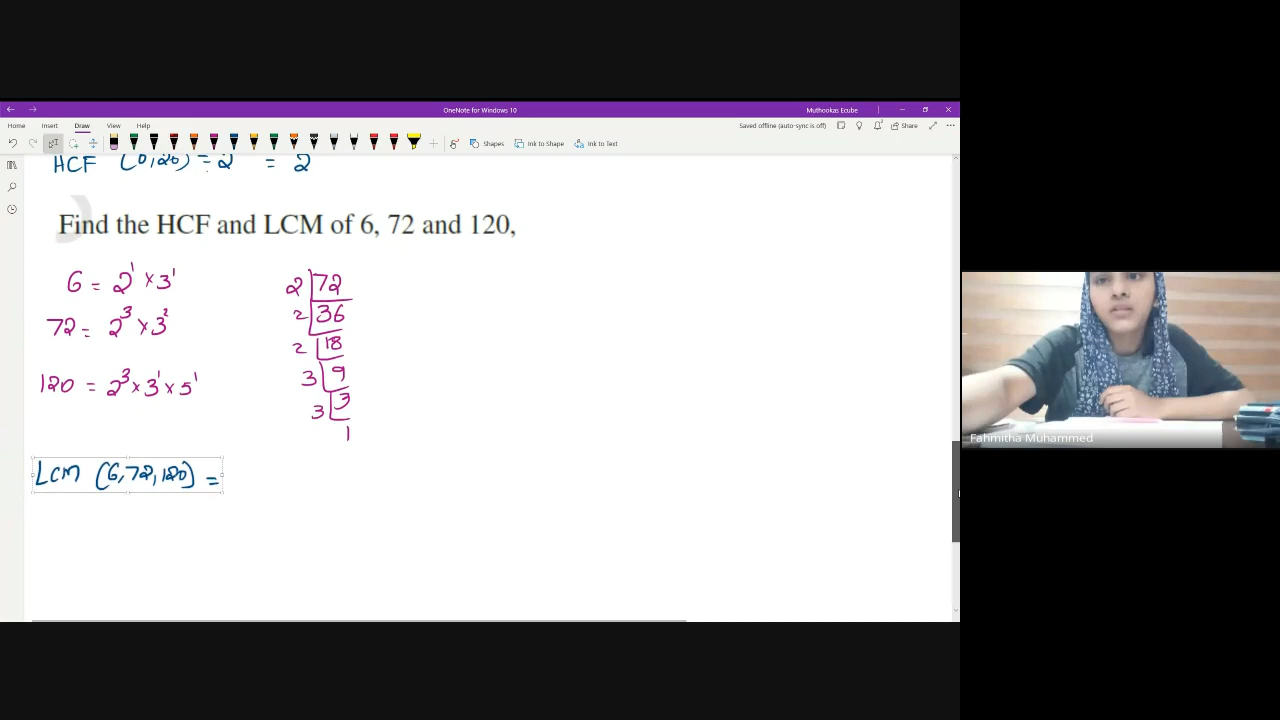 OneNote for Windows 10
Muthookas Ecube
Home Insert Draw View Help
Saved offline (auto-sync is off)
Share
Shapes Ink to Shape Ink to Text
HCF (6,20) = 2 = 2
Find the HCF and LCM of 6, 72 and 120,
6 = 2¹ × 3¹
72 = 2³ × 3²
120 = 2³ × 3¹ × 5¹
2 72
2 36
2 18
3 9
3 3
1
LCM (6,72,120) =
Fahmitha Muhammed